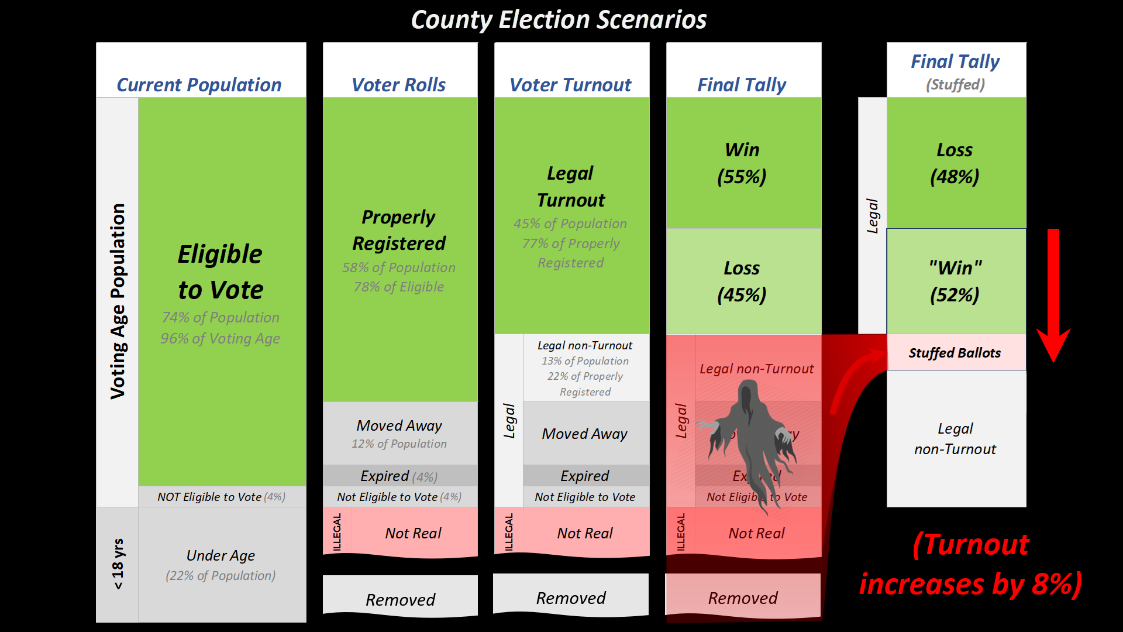 County Election Scenarios
Current Population
Voting Age Population
Eligible
to Vote
74% of Population
96% of Voting Age
NOT Eligible to Vote (4%)
< 18 yrs
Under Age
(22% of Population)
Voter Rolls
Properly
Registered
58% of Population
78% of Eligible
Moved Away
12% of Population
Expired (4%)
Not Eligible to Vote (4%)
ILLEGAL
Not Real
Removed
Voter Turnout
Legal
Turnout
45% of Population
77% of Properly
Registered
Legal
Legal non-Turnout
13% of Population
22% of Properly
Registered
Moved Away
Expired
Not Eligible to Vote
ILLEGAL
Not Real
Removed
Final Tally
Win
(55%)
Loss
(45%)
Legal
Legal non-Turnout
Not Eligible to Vote
ILLEGAL
Not Real
Removed
Final Tally
(Stuffed)
Legal
Loss
(48%)
"Win"
(52%)
Stuffed Ballots
Legal
non-Turnout
(Turnout
increases by 8%)